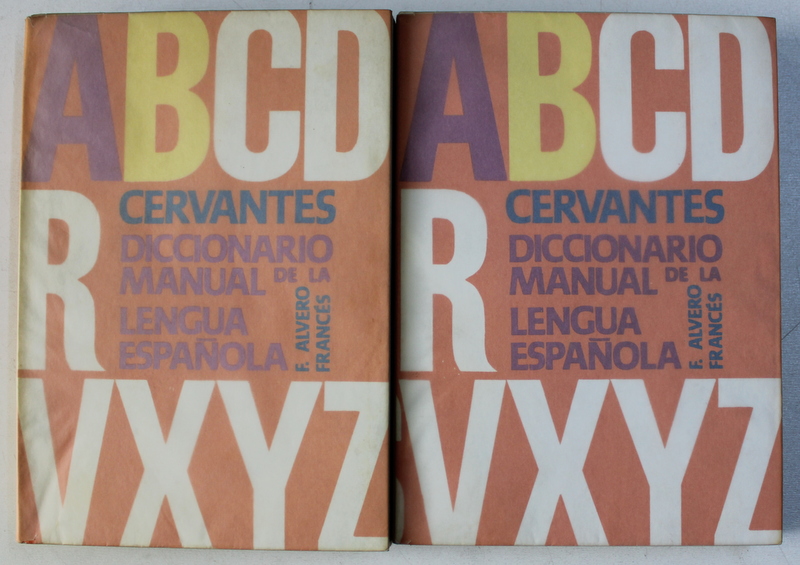 ABCD
R
CERVANTES
DICCIONARIO
MANUAL DE LA
LENGUA
ESPAÑOLA
F. ALVERO
FRANCÉS
VXYZ
ABCD
R
CERVANTES
DICCIONARIO
MANUAL DE LA
LENGUA
ESPAÑOLA
F. ALVERO
FRANCÉS
VXYZ